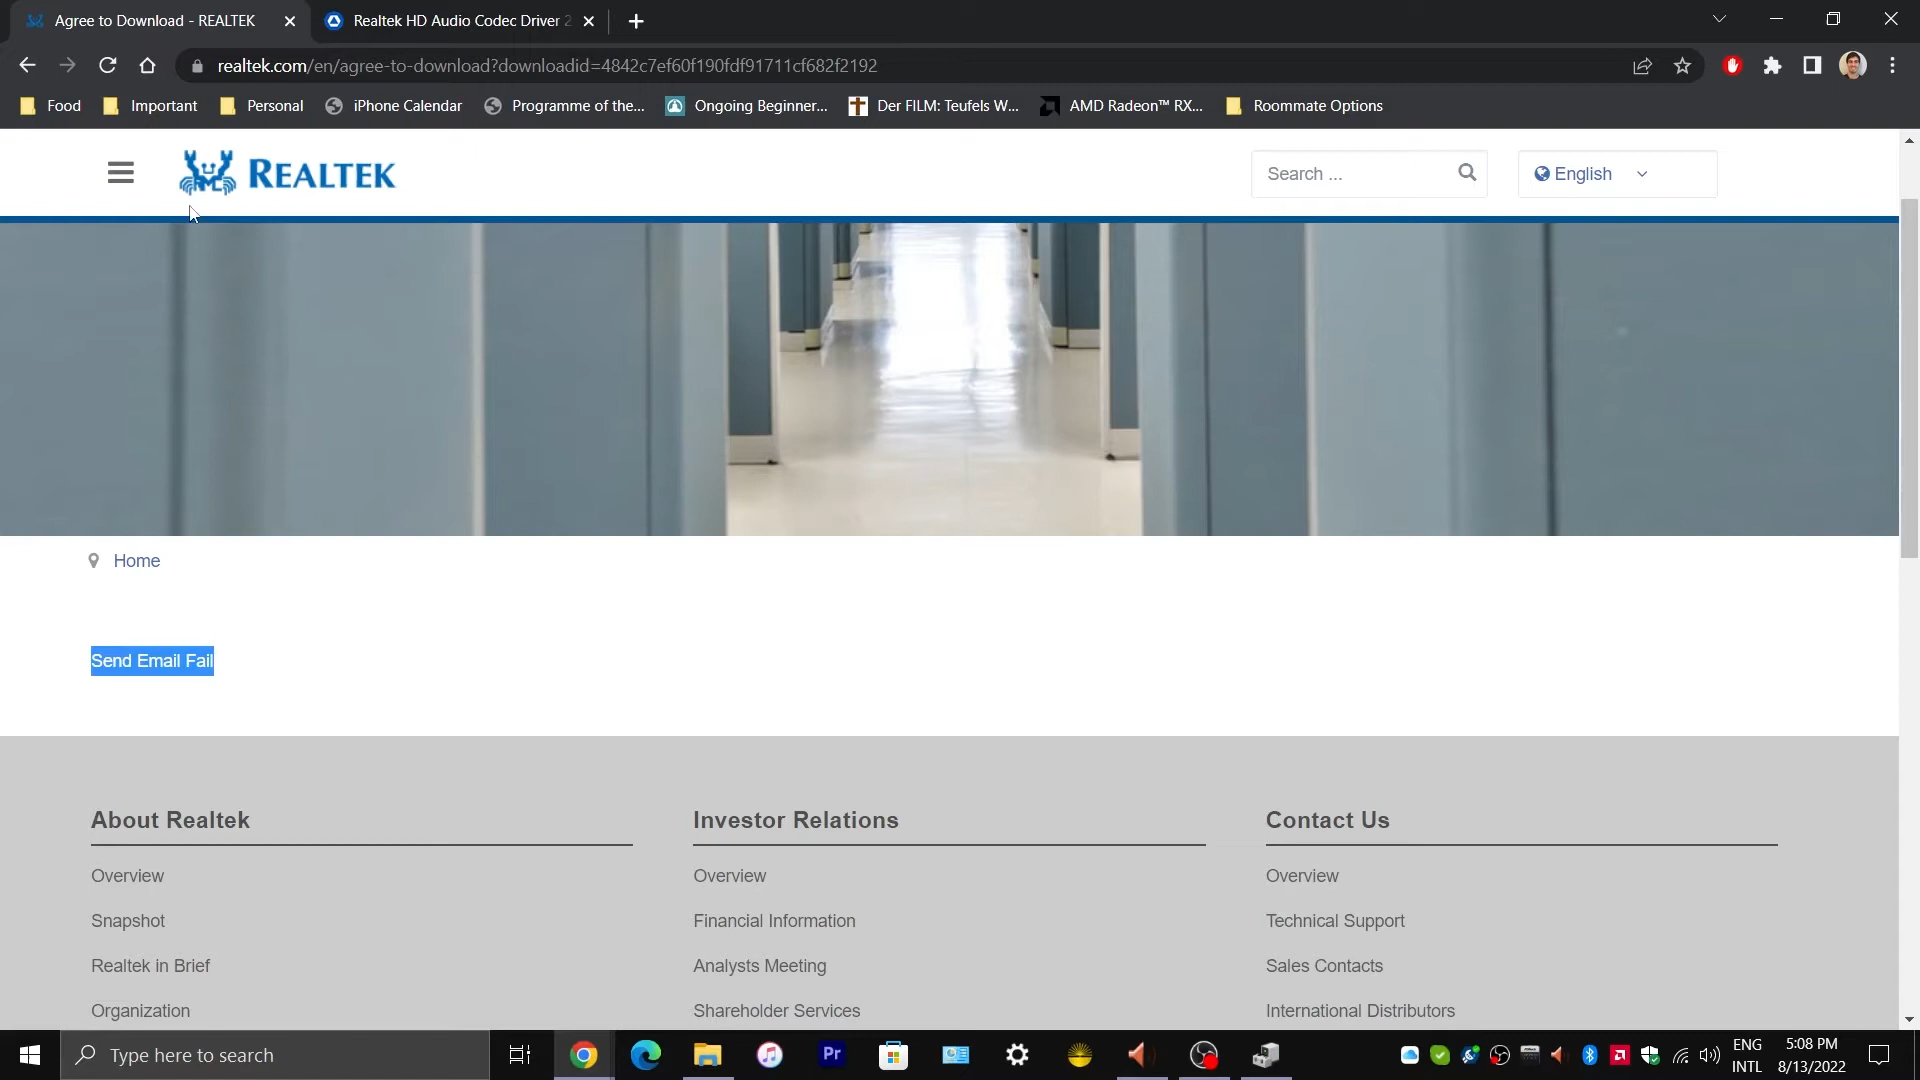 Agree to Download - REALTEK
Realtek HD Audio Codec Driver 2
realtek.com/en/agree-to-download?downloadid=4842c7ef60f190fdf91711cf682f2192
Food Important Personal iPhone Calendar Programme of the... Ongoing Beginner... Der FILM: Teufels W... AMD Radeon™ RX... Roommate Options
REALTEK
Search ...
English
Home
Send Email Fail
About Realtek
Overview
Snapshot
Realtek in Brief
Organization
Investor Relations
Overview
Financial Information
Analysts Meeting
Shareholder Services
Contact Us
Overview
Technical Support
Sales Contacts
International Distributors
Type here to search
Pr
ENG
INTL
5:08 PM
8/13/2022